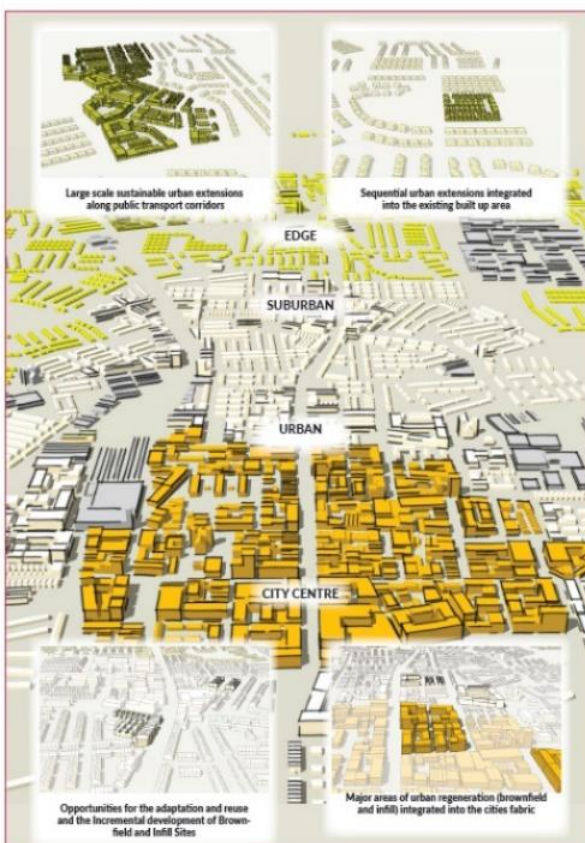 Large scale sustainable urban extensions
along public transport corridors
Sequential urban extensions integrated
into the existing built up area
EDGE
SUBURBAN
URBAN
CITY CENTRE
Opportunities for the adaptation and reuse
and the Incremental development of Brown-
field and Infill Sites
Major areas of urban regeneration (brownfield
and infill) integrated into the cities fabric